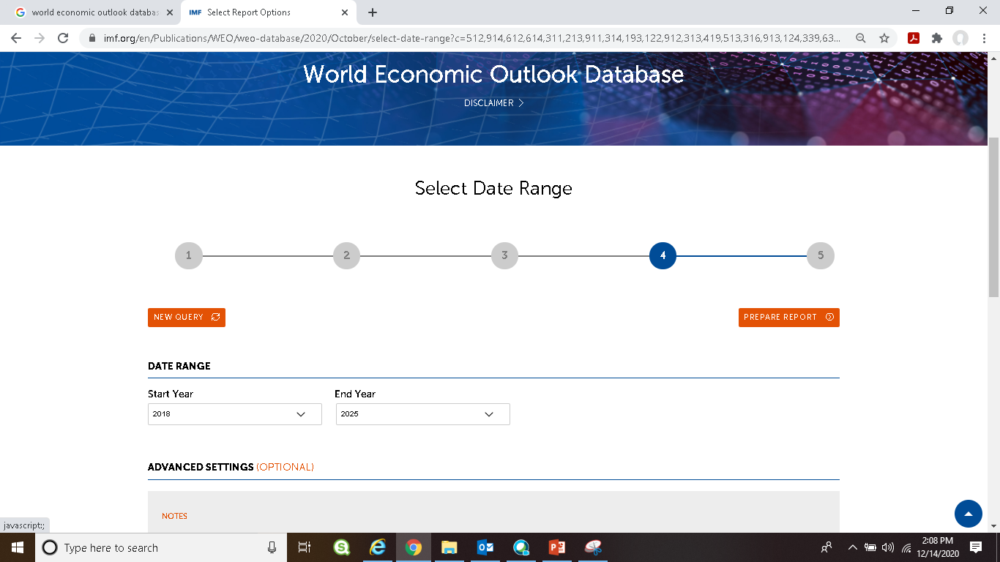 world economic outlook databas
IMF Select Report Options
imf.org/en/Publications/WEO/weo-database/2020/October/select-date-range?c=512,914,612,614,311,213,911,314,193,122,912,313,419,513,316,913,124,339,63...
World Economic Outlook Database
DISCLAIMER
Select Date Range
1 2 3 4 5
NEW QUERY PREPARE REPORT
DATE RANGE
Start Year End Year
2018 2025
ADVANCED SETTINGS (OPTIONAL)
NOTES
javascript:;
Type here to search
2:08 PM
12/14/2020